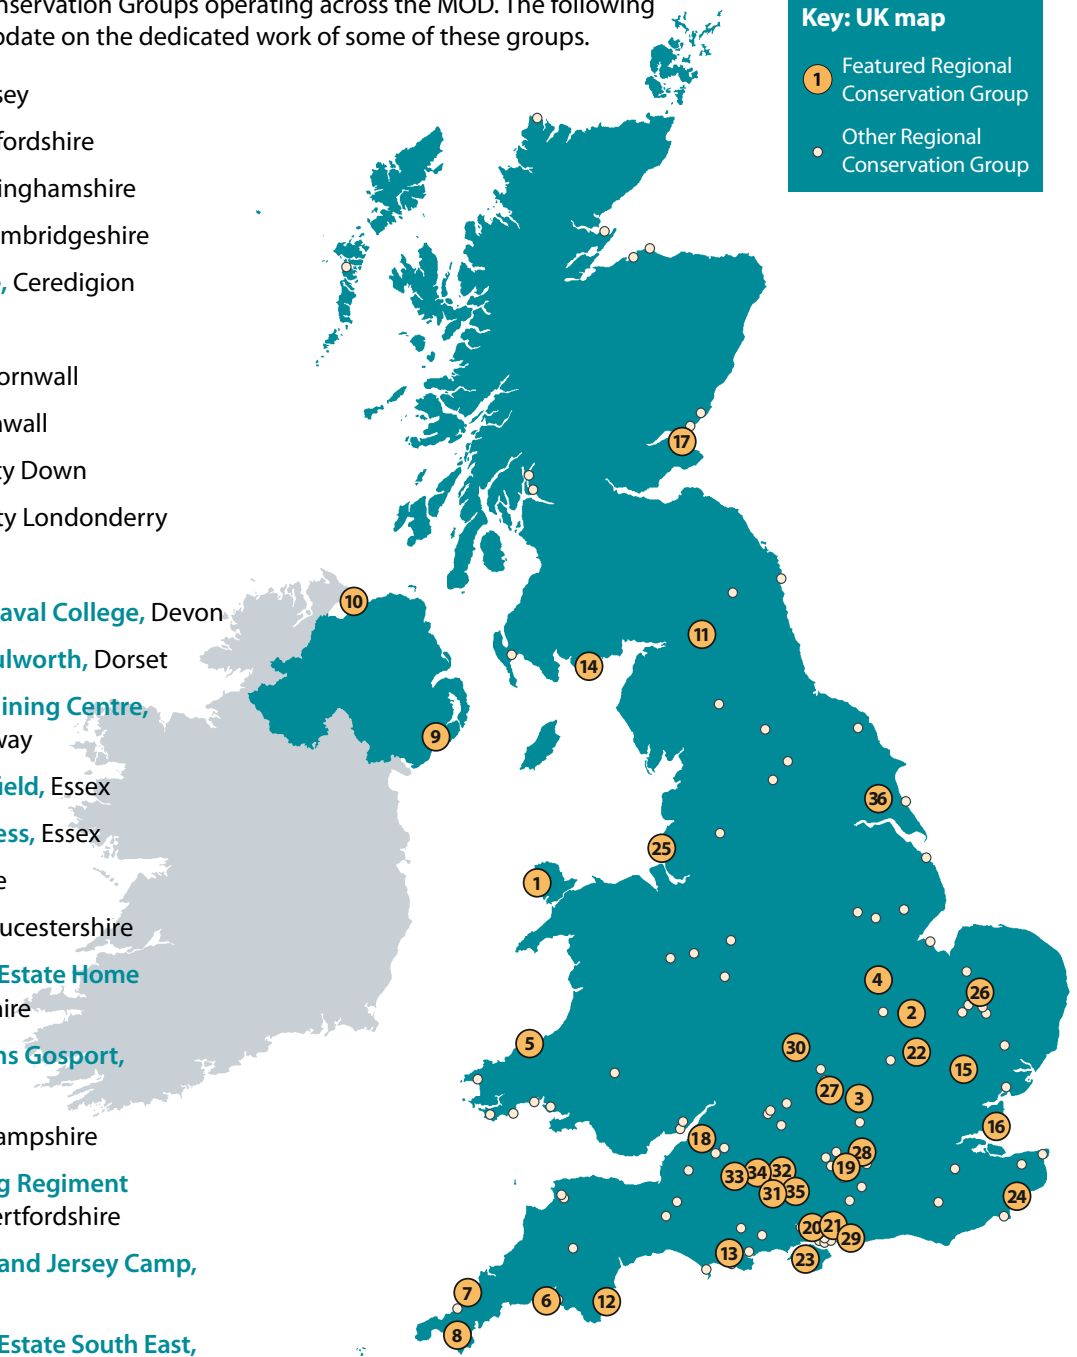 nservation Groups operating across the MOD. The following
pdate on the dedicated work of some of these groups.
sey
fordshire
inghamshire
mbridgeshire
, Ceredigion
ornwall
wall
ty Down
ty Londonderry
aval College, Devon
ulworth, Dorset
ining Centre,
way
ield, Essex
ess, Essex
e
ucestershire
Estate Home
ire
ns Gosport,
ampshire
g Regiment
ertfordshire
and Jersey Camp,
Estate South East,
Key: UK map
1 Featured Regional
Conservation Group
Other Regional
Conservation Group
17
10
11
14
9
36
25
1
4
26
2
5
30
22
15
27
3
16
18
28
19
33 34 32
31 35
24
20 21
29
13
23
7
6
12
8